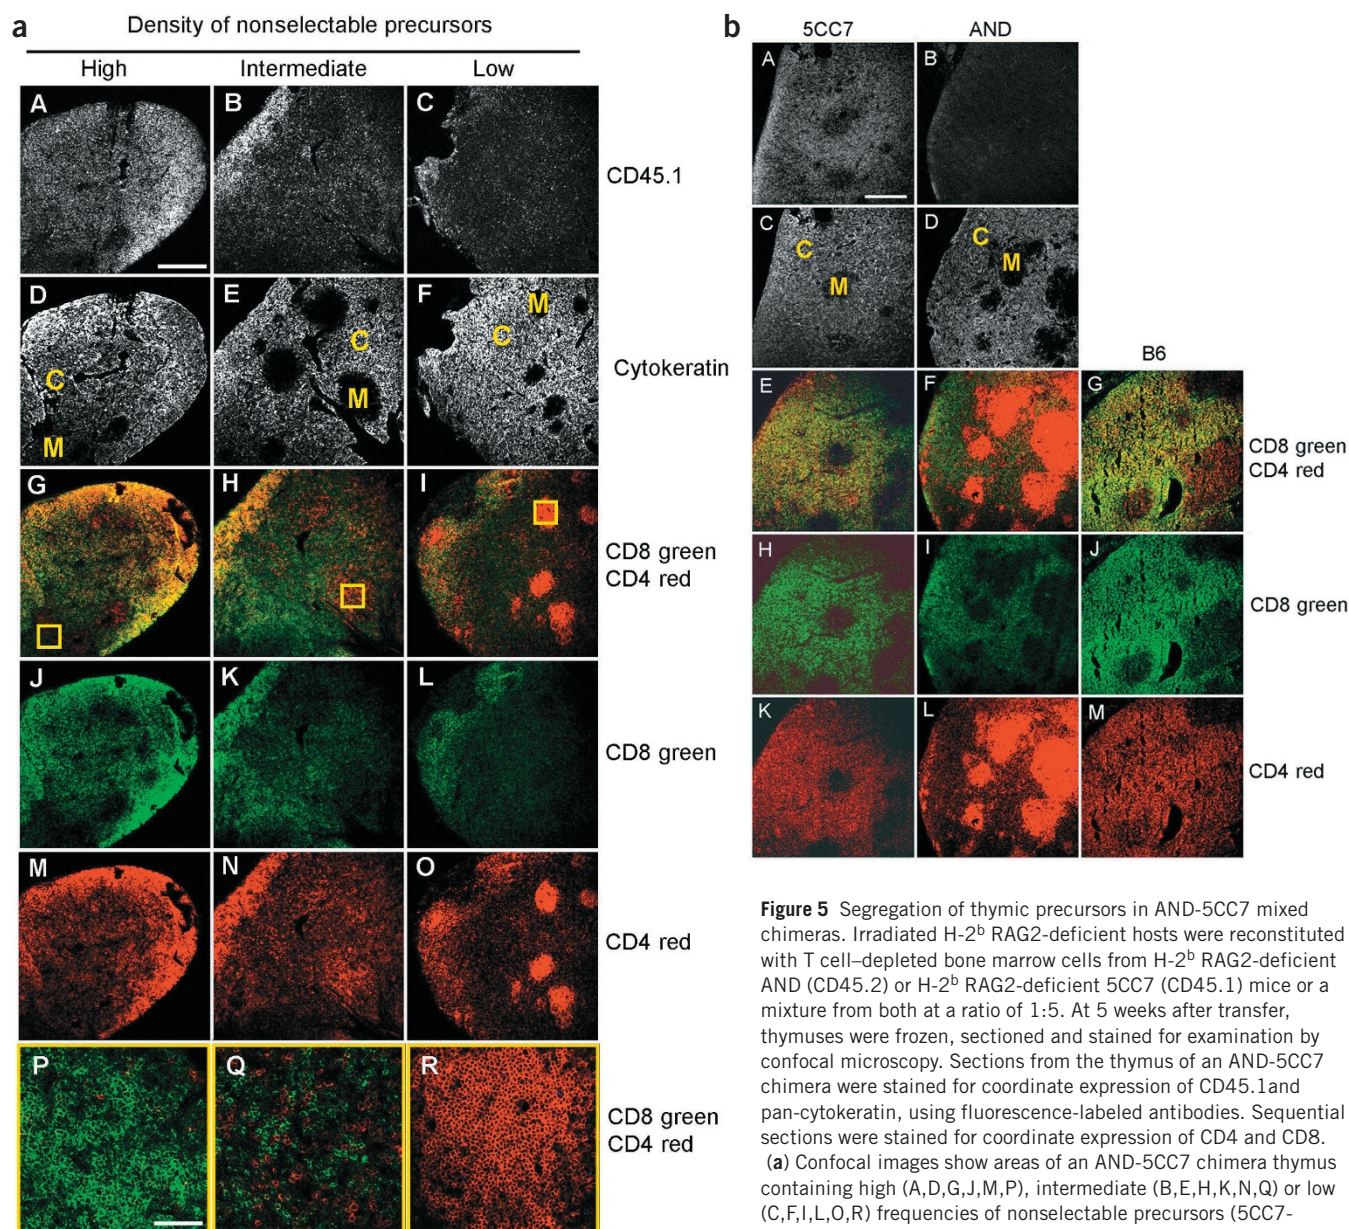 a
Density of nonselectable precursors
High Intermediate Low
A B C
CD45.1
D E F
C C C
M M M
Cytokeratin
G H I
CD8 green
CD4 red
J K L
CD8 green
M N O
CD4 red
P Q R
CD8 green
CD4 red
b
5CC7 AND
A B
C D
C C
M M
B6
E F G
CD8 green
CD4 red
H I J
CD8 green
K L M
CD4 red
Figure 5 Segregation of thymic precursors in AND-5CC7 mixed
chimeras. Irradiated H-2b RAG2-deficient hosts were reconstituted
with T cell–depleted bone marrow cells from H-2b RAG2-deficient
AND (CD45.2) or H-2b RAG2-deficient 5CC7 (CD45.1) mice or a
mixture from both at a ratio of 1:5. At 5 weeks after transfer,
thymuses were frozen, sectioned and stained for examination by
confocal microscopy. Sections from the thymus of an AND-5CC7
chimera were stained for coordinate expression of CD45.1and
pan-cytokeratin, using fluorescence-labeled antibodies. Sequential
sections were stained for coordinate expression of CD4 and CD8.
(a) Confocal images show areas of an AND-5CC7 chimera thymus
containing high (A,D,G,J,M,P), intermediate (B,E,H,K,N,Q) or low
(C,F,I,L,O,R) frequencies of nonselectable precursors (5CC7-